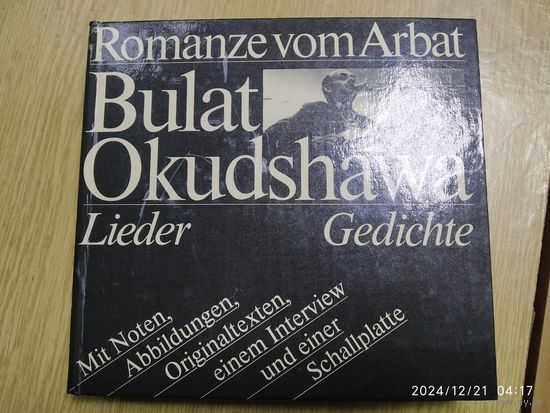 Romanze vom Arbat
Bulat
Okudshawa
Lieder Gedichte
Mit Noten,
Abbildungen,
Originaltexten,
einem Interview
und einer
Schallplatte
2024/12/21 04:17